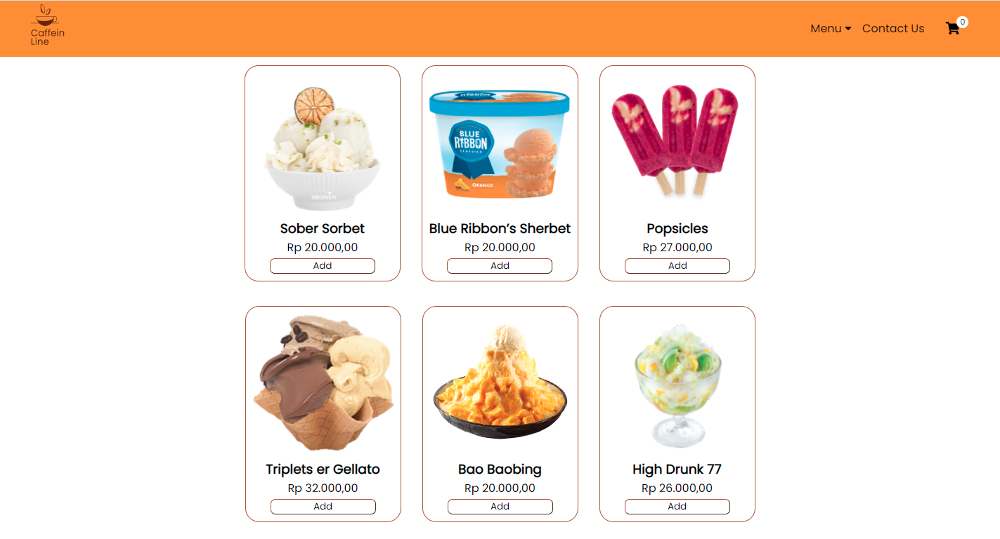 Caffein
Line
Menu
Contact Us
0
MONIN
BLUE
RIBBON
CLASSICS
ORANGE
Sober Sorbet
Blue Ribbon’s Sherbet
Popsicles
Rp 20.000,00
Rp 20.000,00
Rp 27.000,00
Add
Add
Add
Triplets er Gellato
Bao Baobing
High Drunk 77
Rp 32.000,00
Rp 20.000,00
Rp 26.000,00
Add
Add
Add